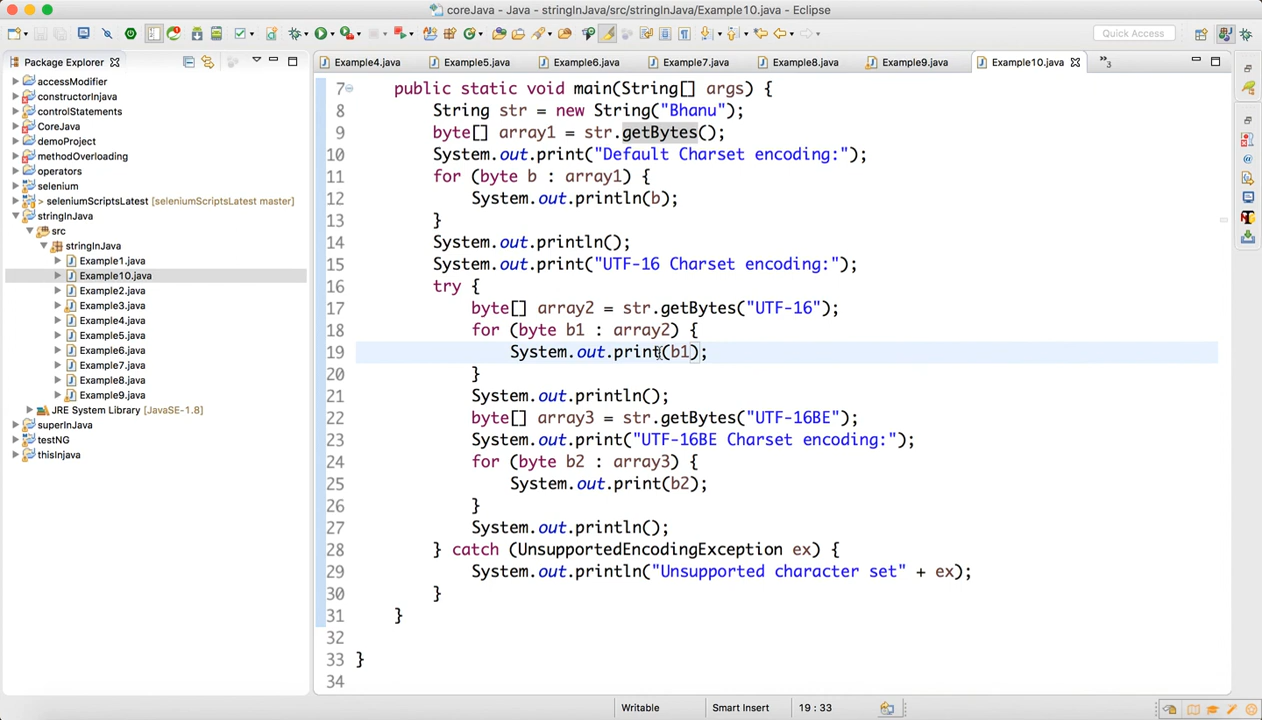 coreJava - Java - stringInJava/src/stringInJava/Example10.java - Eclipse
Quick Access
Package Explorer
Example4.java
Example5.java
Example6.java
Example7.java
Example8.java
Example9.java
Example10.java
»3
accessModifier
constructorInjava
controlStatements
CoreJava
demoProject
methodOverloading
operators
selenium
> seleniumScriptsLatest [seleniumScriptsLatest master]
stringInJava
src
stringInJava
Example1.java
Example10.java
Example2.java
Example3.java
Example4.java
Example5.java
Example6.java
Example7.java
Example8.java
Example9.java
JRE System Library [JavaSE-1.8]
superInJava
testNG
thisInjava
7 public static void main(String[] args) {
8 String str = new String("Bhanu");
9 byte[] array1 = str.getBytes();
10 System.out.print("Default Charset encoding:");
11 for (byte b : array1) {
12 System.out.println(b);
13 }
14 System.out.println();
15 System.out.print("UTF-16 Charset encoding:");
16 try {
17 byte[] array2 = str.getBytes("UTF-16");
18 for (byte b1 : array2) {
19 System.out.print(b1);
20 }
21 System.out.println();
22 byte[] array3 = str.getBytes("UTF-16BE");
23 System.out.print("UTF-16BE Charset encoding:");
24 for (byte b2 : array3) {
25 System.out.print(b2);
26 }
27 System.out.println();
28 } catch (UnsupportedEncodingException ex) {
29 System.out.println("Unsupported character set" + ex);
30 }
31 }
32
33 }
34
Writable
Smart Insert
19 : 33